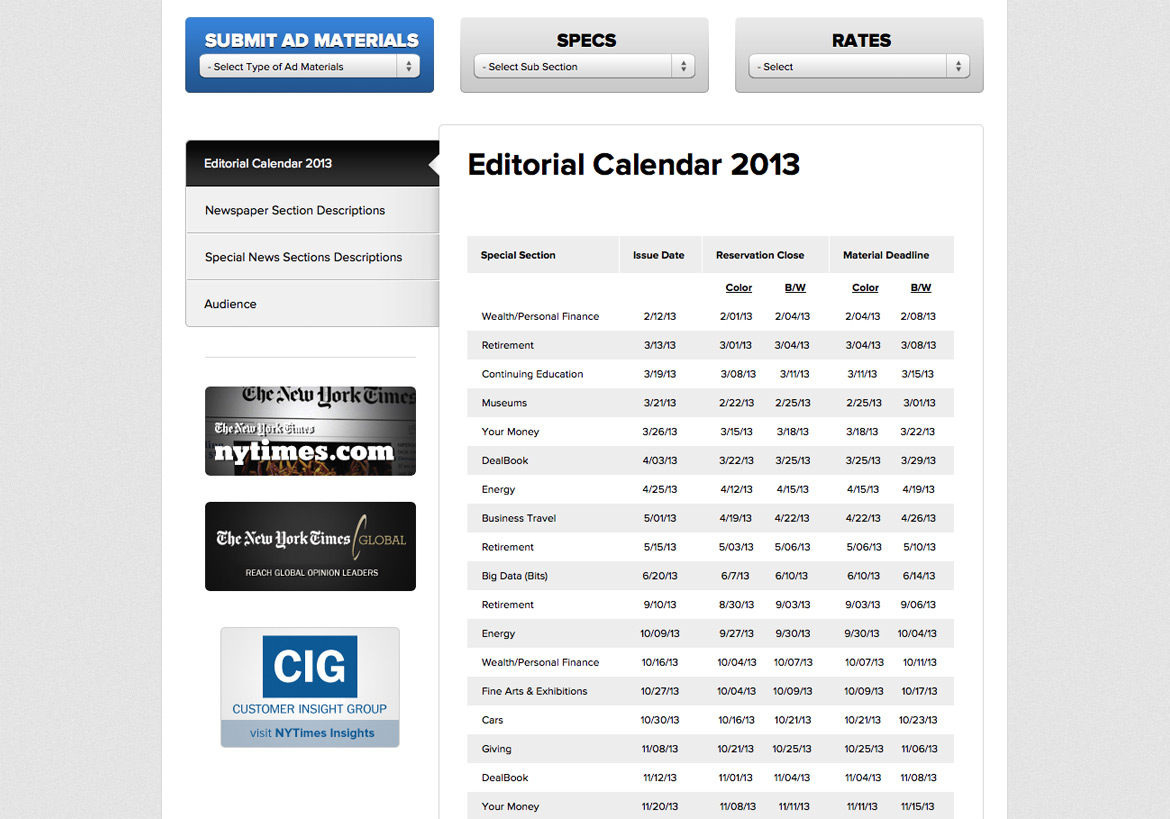 SUBMIT AD MATERIALS
- Select Type of Ad Materials
SPECS
- Select Sub Section
RATES
- Select
Editorial Calendar 2013
Newspaper Section Descriptions
Special News Sections Descriptions
Audience
The New York Times
The New York Times
nytimes.com
The New York Times GLOBAL
REACH GLOBAL OPINION LEADERS
CIG
CUSTOMER INSIGHT GROUP
visit NYTimes Insights
Editorial Calendar 2013
Special Section Issue Date Reservation Close Material Deadline
Color B/W Color B/W
Wealth/Personal Finance 2/12/13 2/01/13 2/04/13 2/04/13 2/08/13
Retirement 3/13/13 3/01/13 3/04/13 3/04/13 3/08/13
Continuing Education 3/19/13 3/08/13 3/11/13 3/11/13 3/15/13
Museums 3/21/13 2/22/13 2/25/13 2/25/13 3/01/13
Your Money 3/26/13 3/15/13 3/18/13 3/18/13 3/22/13
DealBook 4/03/13 3/22/13 3/25/13 3/25/13 3/29/13
Energy 4/25/13 4/12/13 4/15/13 4/15/13 4/19/13
Business Travel 5/01/13 4/19/13 4/22/13 4/22/13 4/26/13
Retirement 5/15/13 5/03/13 5/06/13 5/06/13 5/10/13
Big Data (Bits) 6/20/13 6/7/13 6/10/13 6/10/13 6/14/13
Retirement 9/10/13 8/30/13 9/03/13 9/03/13 9/06/13
Energy 10/09/13 9/27/13 9/30/13 9/30/13 10/04/13
Wealth/Personal Finance 10/16/13 10/04/13 10/07/13 10/07/13 10/11/13
Fine Arts & Exhibitions 10/27/13 10/04/13 10/09/13 10/09/13 10/17/13
Cars 10/30/13 10/16/13 10/21/13 10/21/13 10/23/13
Giving 11/08/13 10/21/13 10/25/13 10/25/13 11/06/13
DealBook 11/12/13 11/01/13 11/04/13 11/04/13 11/08/13
Your Money 11/20/13 11/08/13 11/11/13 11/11/13 11/15/13